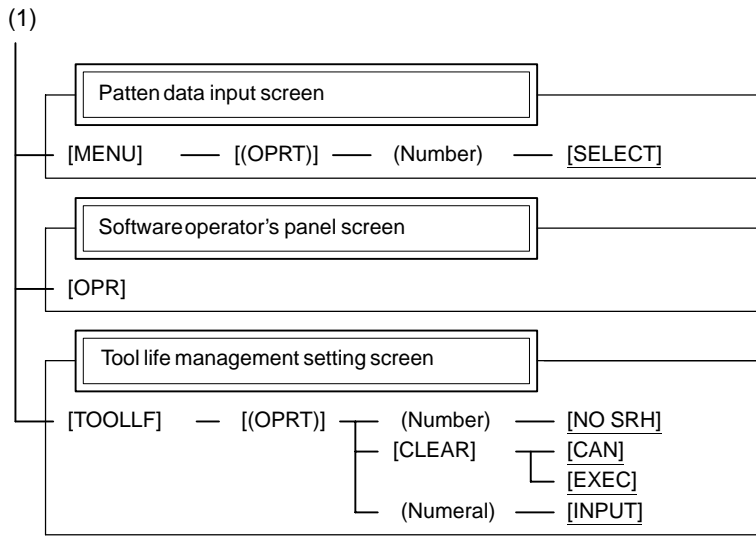 (1)
Patten data input screen
[MENU] [(OPRT)] (Number) [SELECT]
Software operator's panel screen
[OPR]
Tool life management setting screen
[TOOLLF] [(OPRT)] (Number) [NO SRH]
[CLEAR] [CAN]
[EXEC]
(Numeral) [INPUT]